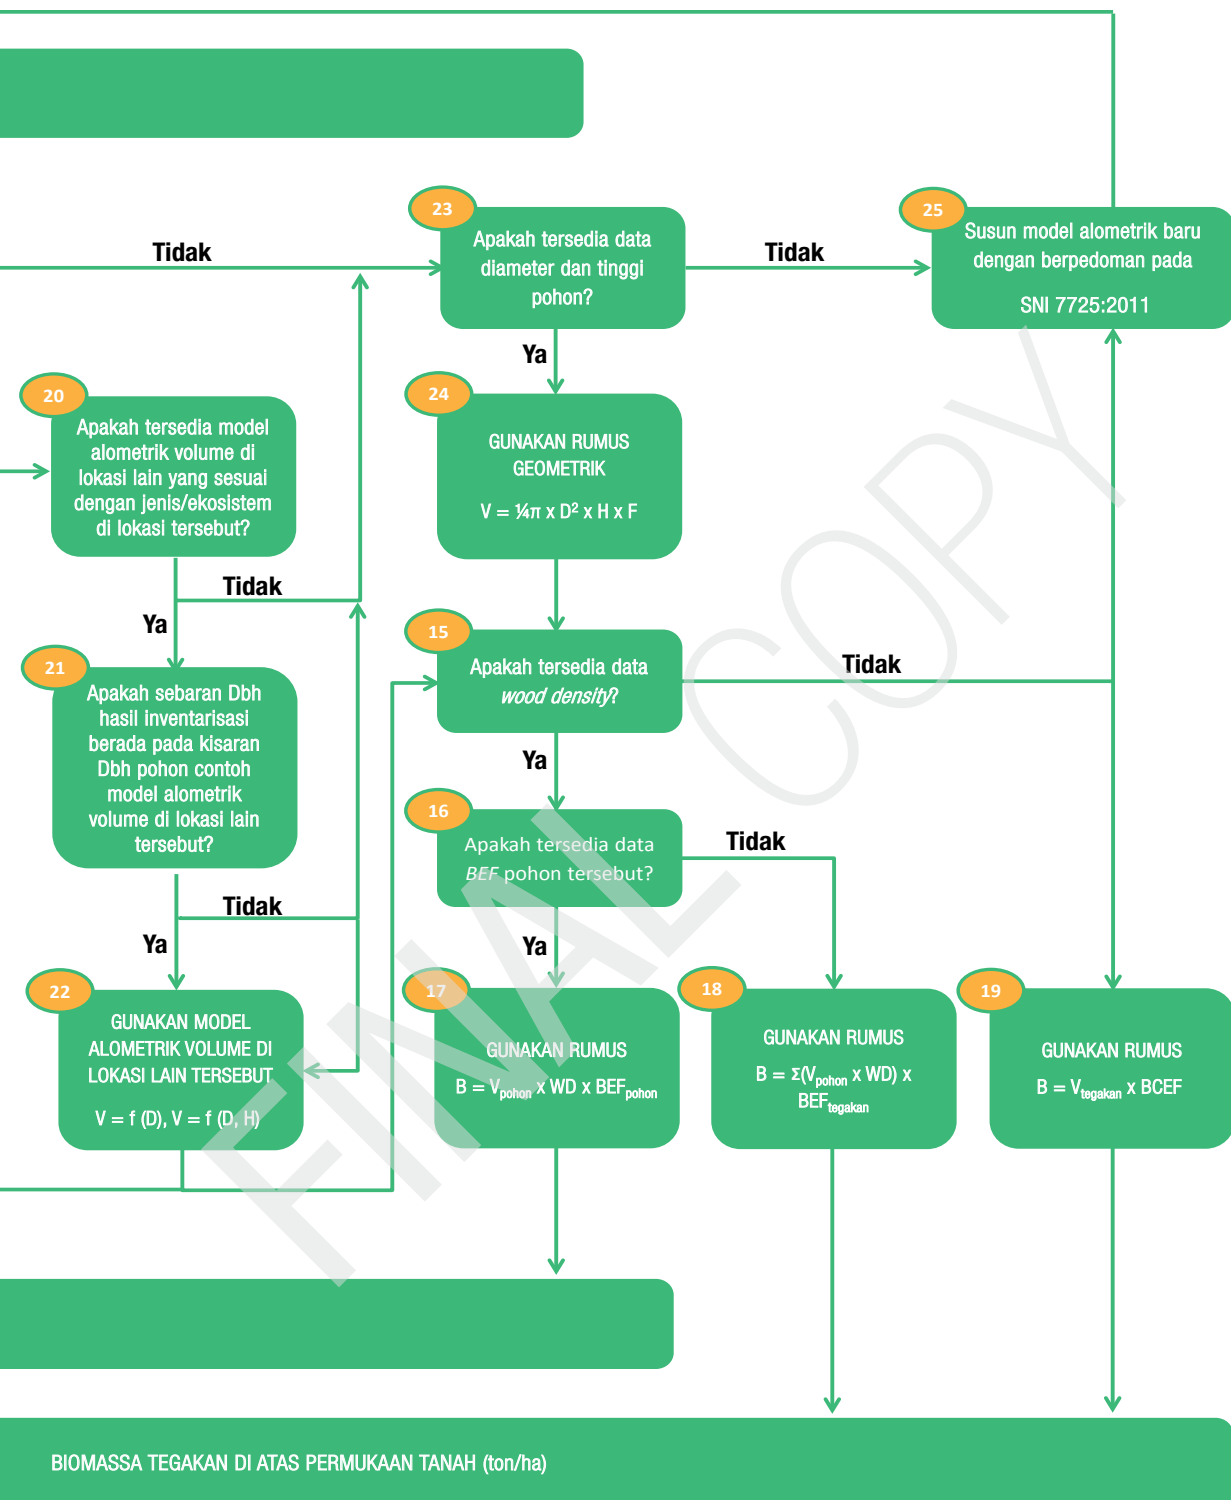 23
Apakah tersedia data
diameter dan tinggi
pohon?
Tidak
Tidak
25
Susun model alometrik baru
dengan berpedoman pada
SNI 7725:2011
Ya
20
Apakah tersedia model
alometrik volume di
lokasi lain yang sesuai
dengan jenis/ekosistem
di lokasi tersebut?
24
GUNAKAN RUMUS
GEOMETRIK
V = ¼π x D² x H x F
Tidak
Ya
15
Apakah tersedia data
wood density?
Tidak
21
Apakah sebaran Dbh
hasil inventarisasi
berada pada kisaran
Dbh pohon contoh
model alometrik
volume di lokasi lain
tersebut?
Ya
16
Apakah tersedia data
BEF pohon tersebut?
Tidak
Tidak
Ya
Ya
22
GUNAKAN MODEL
ALOMETRIK VOLUME DI
LOKASI LAIN TERSEBUT
V = f (D), V = f (D, H)
17
GUNAKAN RUMUS
B = Vpohon x WD x BEFpohon
18
GUNAKAN RUMUS
B = Σ(Vpohon x WD) x
BEFtegakan
19
GUNAKAN RUMUS
B = Vtegakan x BCEF
BIOMASSA TEGAKAN DI ATAS PERMUKAAN TANAH (ton/ha)
FINAL COPY